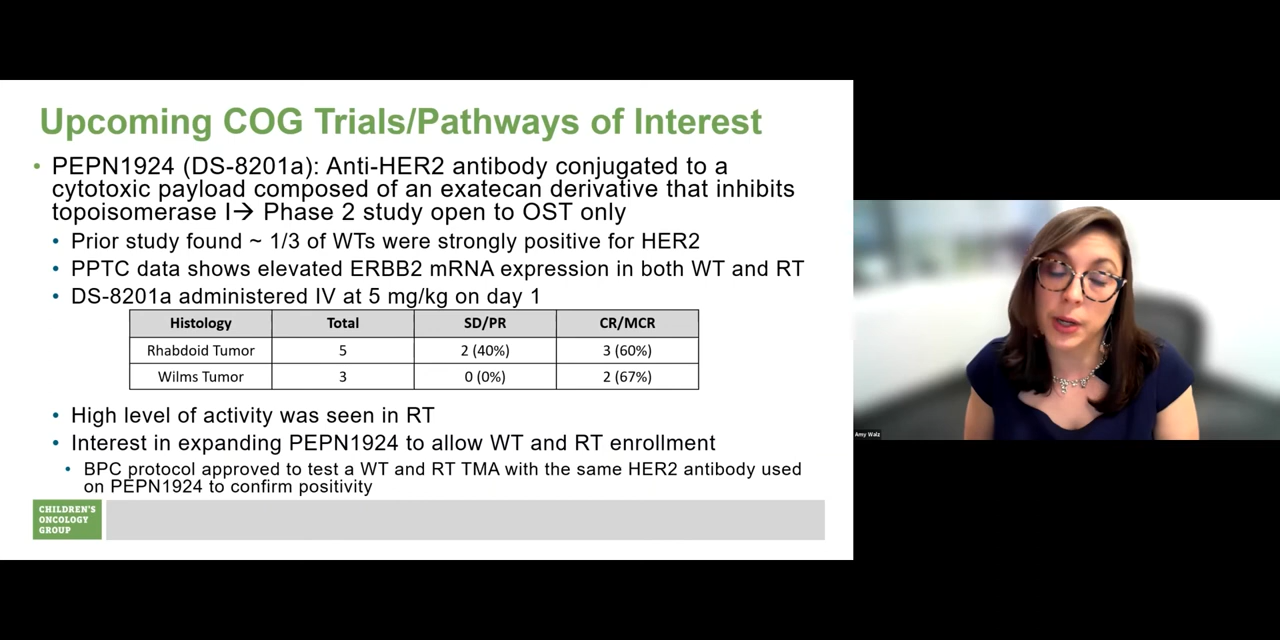 Upcoming COG Trials/Pathways of Interest
• PEPN1924 (DS-8201a): Anti-HER2 antibody conjugated to a
cytotoxic payload composed of an exatecan derivative that inhibits
topoisomerase I→ Phase 2 study open to OST only
• Prior study found ~ 1/3 of WTs were strongly positive for HER2
• PPTC data shows elevated ERBB2 mRNA expression in both WT and RT
• DS-8201a administered IV at 5 mg/kg on day 1
Histology Total SD/PR CR/MCR
Rhabdoid Tumor 5 2 (40%) 3 (60%)
Wilms Tumor 3 0 (0%) 2 (67%)
• High level of activity was seen in RT
• Interest in expanding PEPN1924 to allow WT and RT enrollment
• BPC protocol approved to test a WT and RT TMA with the same HER2 antibody used
on PEPN1924 to confirm positivity
CHILDREN'S
ONCOLOGY
GROUP
Amy Walz